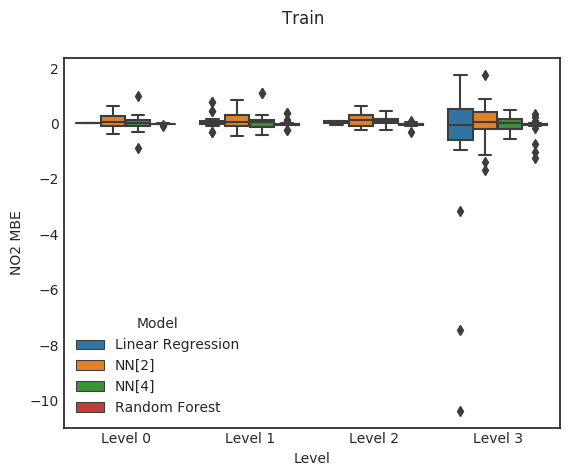 Train
2
0
−2
−4
−6
−8
−10
NO2 MBE
Model
Linear Regression
NN[2]
NN[4]
Random Forest
Level 0 Level 1 Level 2 Level 3
Level